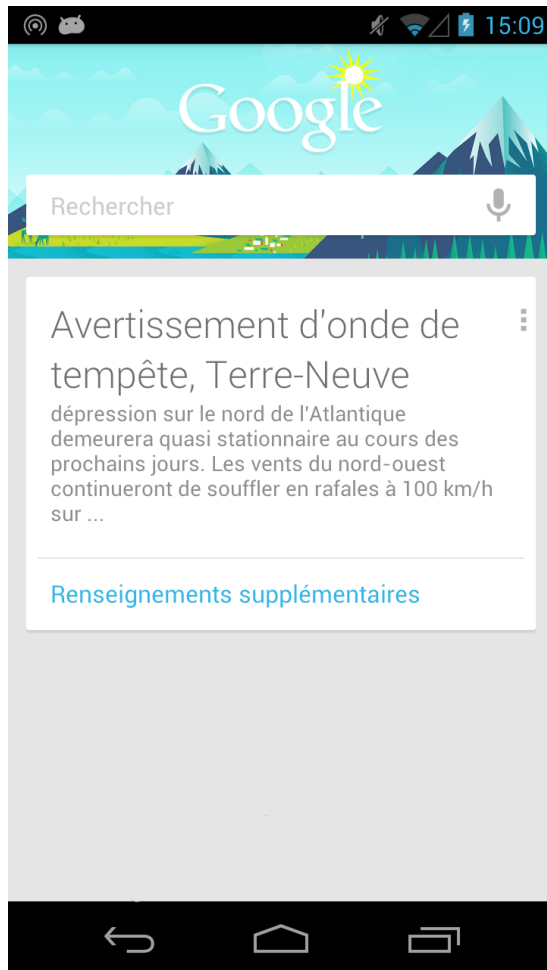 15:09
Google
Rechercher
Avertissement d'onde de
tempête, Terre-Neuve
dépression sur le nord de l'Atlantique
demeurera quasi stationnaire au cours des
prochains jours. Les vents du nord-ouest
continueront de souffler en rafales à 100 km/h
sur ...
Renseignements supplémentaires